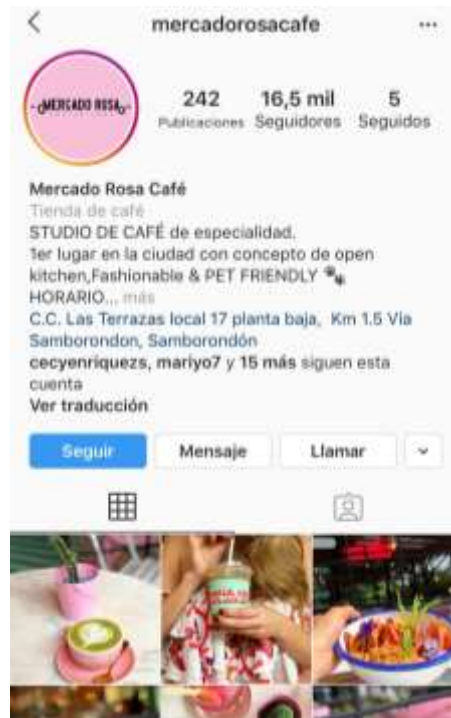 mercadorosacafe
MERCADO ROSA
242 16,5 mil 5
Publicaciones Seguidores Seguidos
Mercado Rosa Café
Tienda de café
STUDIO DE CAFÉ de especialidad.
1er lugar en la ciudad con concepto de open
kitchen,Fashionable & PET FRIENDLY 🐾
HORARIO... más
C.C. Las Terrazas local 17 planta baja, Km 1.5 Vía
Samborondon, Samborondón
cecyenriquezs, mariyo7 y 15 más siguen esta
cuenta
Ver traducción
Seguir Mensaje Llamar